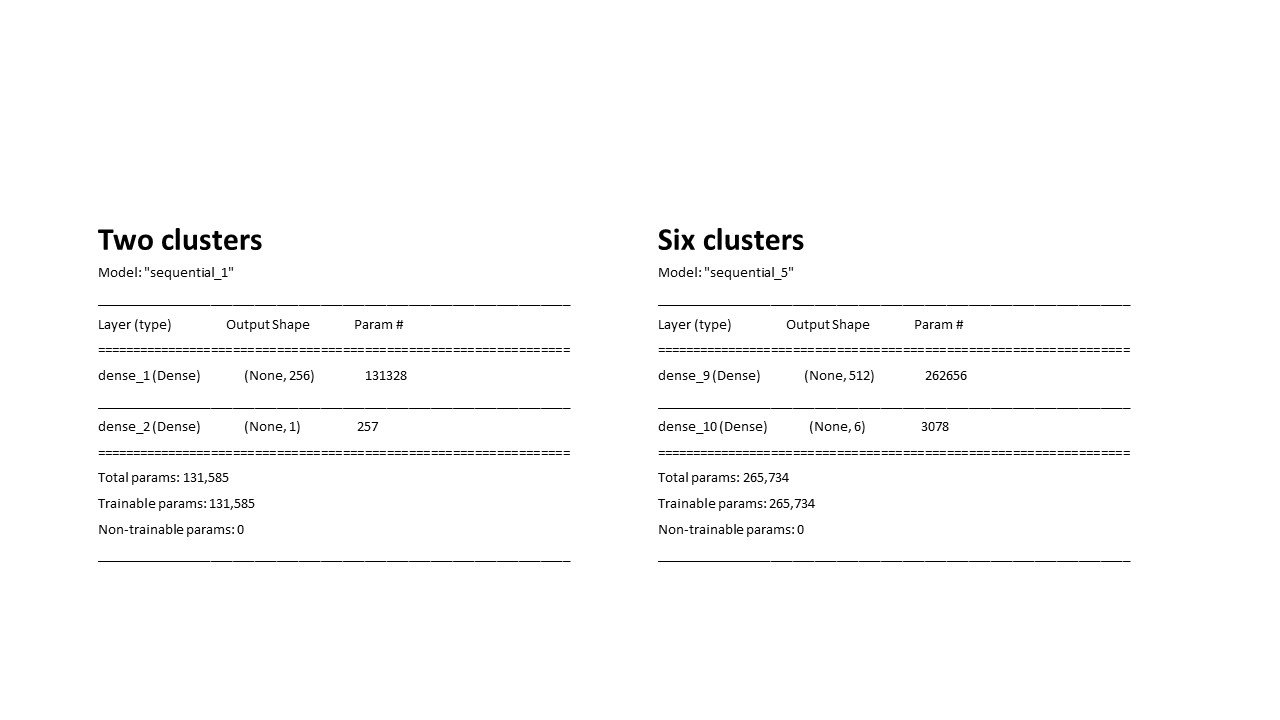 Two clusters
Model: "sequential_1"
_________________________________________________________________
Layer (type) Output Shape Param #
=================================================================
dense_1 (Dense) (None, 256) 131328
_________________________________________________________________
dense_2 (Dense) (None, 1) 257
=================================================================
Total params: 131,585
Trainable params: 131,585
Non-trainable params: 0
_________________________________________________________________
Six clusters
Model: "sequential_5"
_________________________________________________________________
Layer (type) Output Shape Param #
=================================================================
dense_9 (Dense) (None, 512) 262656
_________________________________________________________________
dense_10 (Dense) (None, 6) 3078
=================================================================
Total params: 265,734
Trainable params: 265,734
Non-trainable params: 0
_________________________________________________________________